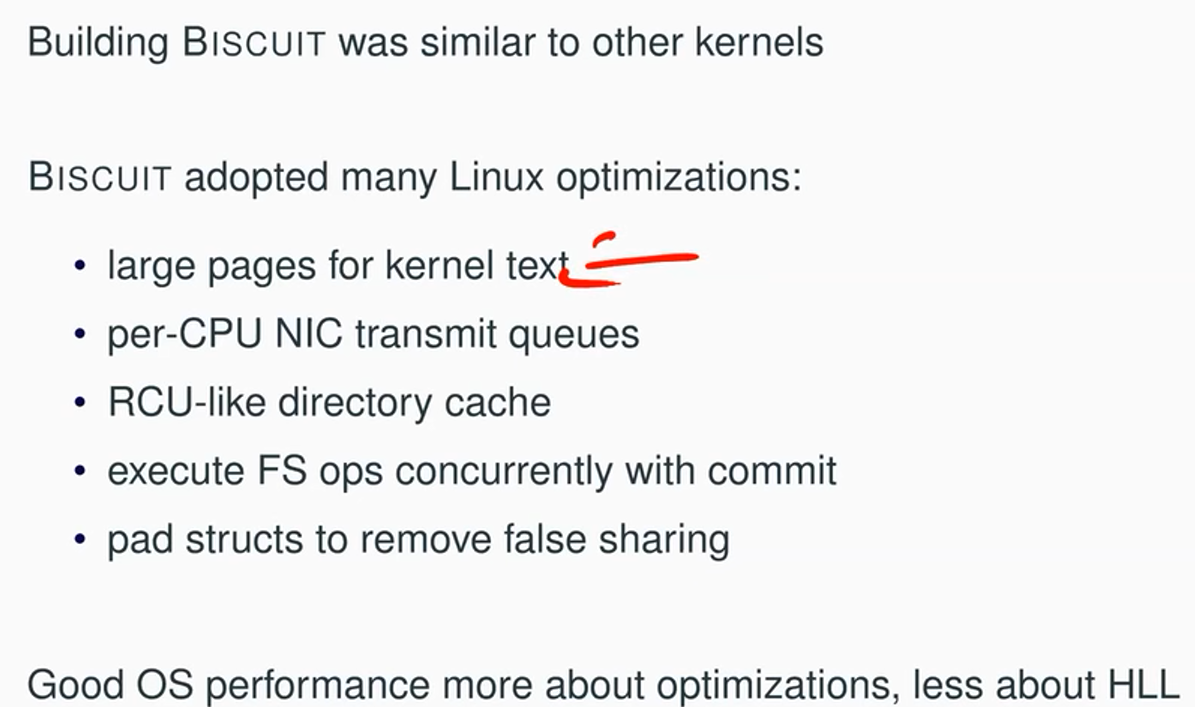 Building BISCUIT was similar to other kernels
BISCUIT adopted many Linux optimizations:
• large pages for kernel text
• per-CPU NIC transmit queues
• RCU-like directory cache
• execute FS ops concurrently with commit
• pad structs to remove false sharing
Good OS performance more about optimizations, less about HLL